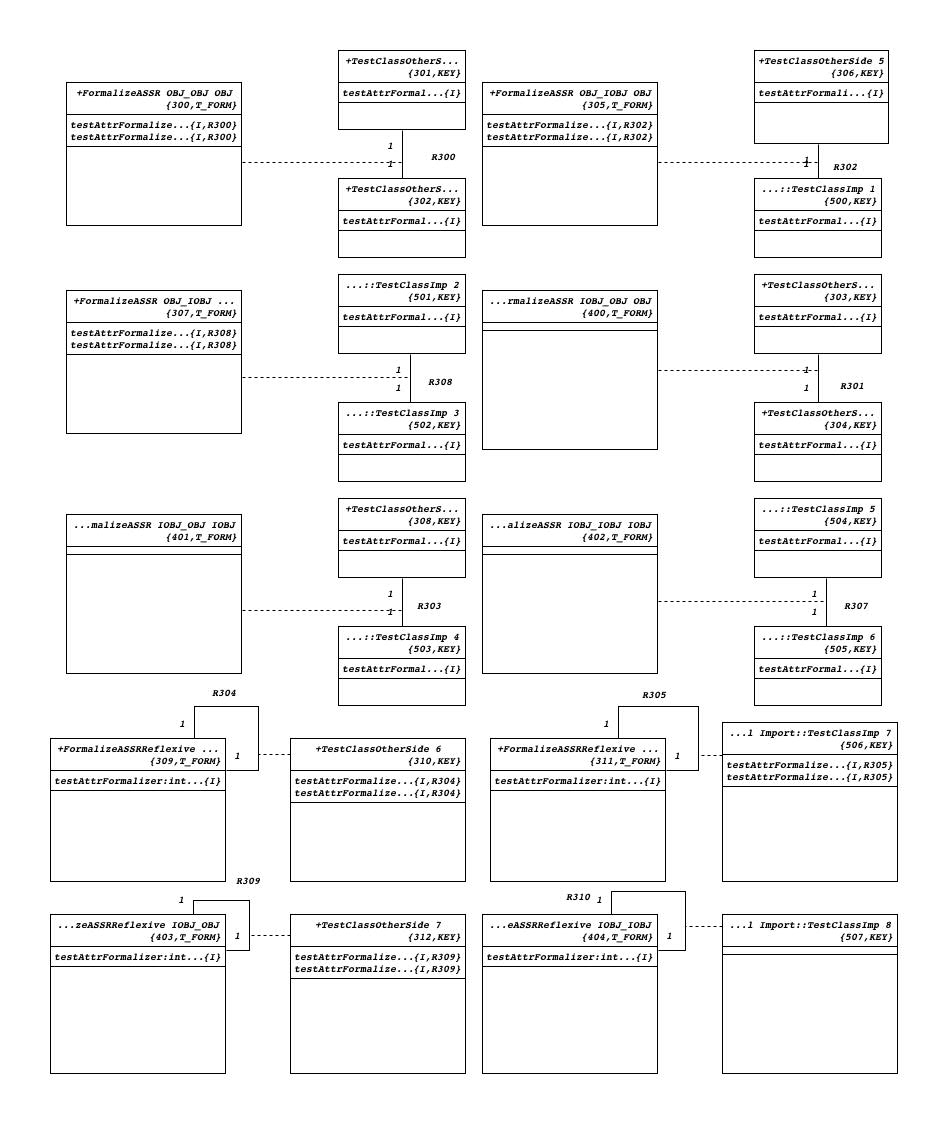 +TestClassOtherS...
{301,KEY}
testAttrFormal...{I}
+FormalizeASSR OBJ_OBJ OBJ
{300,T_FORM}
testAttrFormalize...{I,R300}
testAttrFormalize...{I,R300}
1
1
R300
+TestClassOtherS...
{302,KEY}
testAttrFormal...{I}
+TestClassOtherSide 5
{306,KEY}
testAttrFormali...{I}
+FormalizeASSR OBJ_IOBJ OBJ
{305,T_FORM}
testAttrFormalize...{I,R302}
testAttrFormalize...{I,R302}
1
1
R302
...::TestClassImp 1
{500,KEY}
testAttrFormal...{I}
...::TestClassImp 2
{501,KEY}
testAttrFormal...{I}
+FormalizeASSR OBJ_IOBJ ...
{307,T_FORM}
testAttrFormalize...{I,R308}
testAttrFormalize...{I,R308}
1
1
R308
...::TestClassImp 3
{502,KEY}
testAttrFormal...{I}
+TestClassOtherS...
{303,KEY}
testAttrFormal...{I}
...rmalizeASSR IOBJ_OBJ OBJ
{400,T_FORM}
1
1
R301
+TestClassOtherS...
{304,KEY}
testAttrFormal...{I}
+TestClassOtherS...
{308,KEY}
testAttrFormal...{I}
...malizeASSR IOBJ_OBJ IOBJ
{401,T_FORM}
1
1
R303
...::TestClassImp 4
{503,KEY}
testAttrFormal...{I}
...::TestClassImp 5
{504,KEY}
testAttrFormal...{I}
...alizeASSR IOBJ_IOBJ IOBJ
{402,T_FORM}
1
1
R307
...::TestClassImp 6
{505,KEY}
testAttrFormal...{I}
R304
1
1
+FormalizeASSRReflexive ...
{309,T_FORM}
testAttrFormalizer:int...{I}
+TestClassOtherSide 6
{310,KEY}
testAttrFormalize...{I,R304}
testAttrFormalize...{I,R304}
R305
1
1
+FormalizeASSRReflexive ...
{311,T_FORM}
testAttrFormalizer:int...{I}
...l Import::TestClassImp 7
{506,KEY}
testAttrFormalize...{I,R305}
testAttrFormalize...{I,R305}
R309
1
1
...zeASSRReflexive IOBJ_OBJ
{403,T_FORM}
testAttrFormalizer:int...{I}
+TestClassOtherSide 7
{312,KEY}
testAttrFormalize...{I,R309}
testAttrFormalize...{I,R309}
R310
1
1
...eASSRReflexive IOBJ_IOBJ
{404,T_FORM}
testAttrFormalizer:int...{I}
...l Import::TestClassImp 8
{507,KEY}